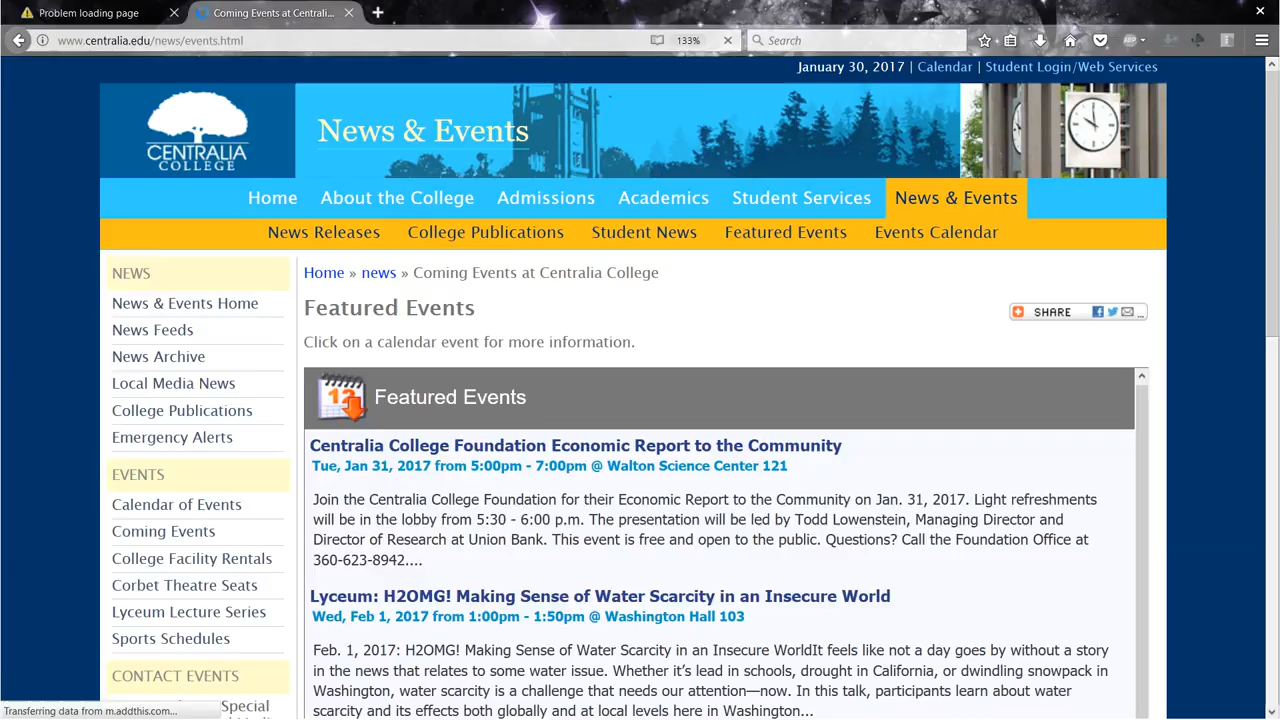 Problem loading page
Coming Events at Centrali...
www.centralia.edu/news/events.html
133%
Search
ABP
January 30, 2017 | Calendar | Student Login/Web Services
CENTRALIA
COLLEGE
News & Events
Home
About the College
Admissions
Academics
Student Services
News & Events
News Releases
College Publications
Student News
Featured Events
Events Calendar
NEWS
News & Events Home
News Feeds
News Archive
Local Media News
College Publications
Emergency Alerts
EVENTS
Calendar of Events
Coming Events
College Facility Rentals
Corbet Theatre Seats
Lyceum Lecture Series
Sports Schedules
CONTACT EVENTS
Special
Home » news » Coming Events at Centralia College
Featured Events
SHARE ...
Click on a calendar event for more information.
12
Featured Events
Centralia College Foundation Economic Report to the Community
Tue, Jan 31, 2017 from 5:00pm - 7:00pm @ Walton Science Center 121
Join the Centralia College Foundation for their Economic Report to the Community on Jan. 31, 2017. Light refreshments
will be in the lobby from 5:30 - 6:00 p.m. The presentation will be led by Todd Lowenstein, Managing Director and
Director of Research at Union Bank. This event is free and open to the public. Questions? Call the Foundation Office at
360-623-8942....
Lyceum: H2OMG! Making Sense of Water Scarcity in an Insecure World
Wed, Feb 1, 2017 from 1:00pm - 1:50pm @ Washington Hall 103
Feb. 1, 2017: H2OMG! Making Sense of Water Scarcity in an Insecure WorldIt feels like not a day goes by without a story
in the news that relates to some water issue. Whether it's lead in schools, drought in California, or dwindling snowpack in
Washington, water scarcity is a challenge that needs our attention—now. In this talk, participants learn about water
scarcity and its effects both globally and at local levels here in Washington...
Transferring data from m.addthis.com...